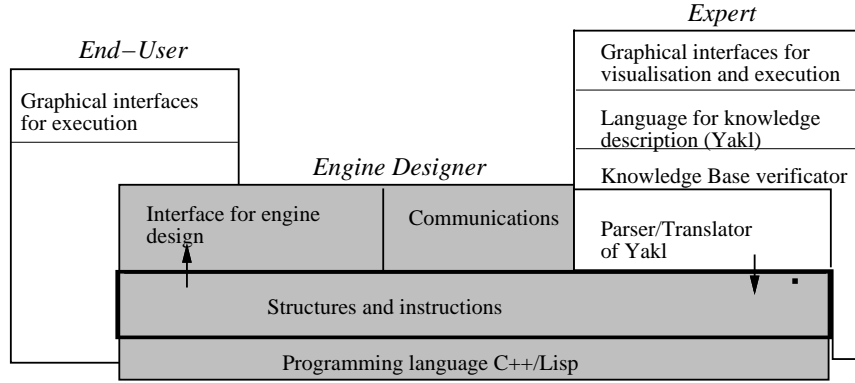 Expert
End−User
Graphical interfaces for
visualisation and execution
Graphical interfaces
for execution
Language for knowledge
description (Yakl)
Engine Designer
Knowledge Base verificator
Interface for engine
design
Communications
Parser/Translator
of Yakl
Structures and instructions
Programming language C++/Lisp